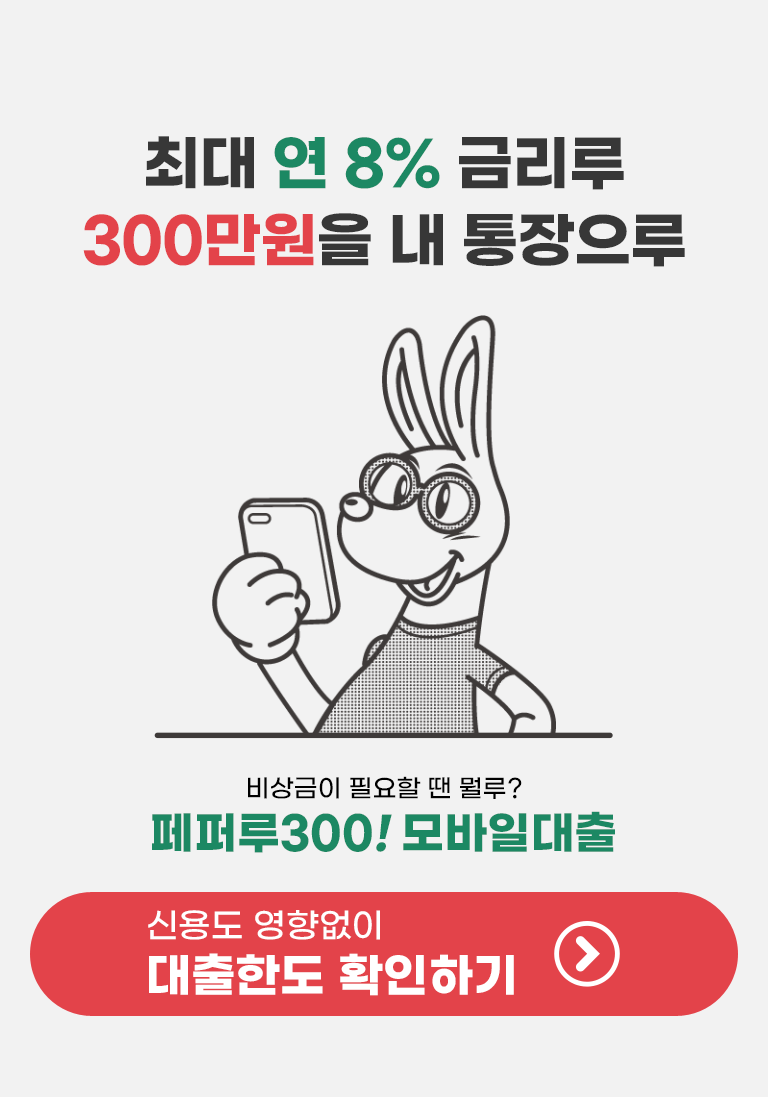 최대 연 8% 금리루
300만원을 내 통장으루
비상금이 필요할 땐 뭘루?
페퍼루300! 모바일대출
신용도 영향없이
대출한도 확인하기